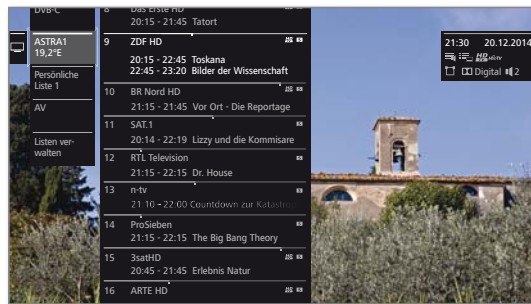 DVB-C
ASTRA1
19,2°E
Persönliche
Liste 1
AV
Listen ver-
walten
8 Das Erste HD
20:15 - 21:45 Tatort
9 ZDF HD
20:15 - 22:45 Toskana
22:45 - 23:20 Bilder der Wissenschaft
10 BR Nord HD
21:15 - 21:45 Vor Ort - Die Reportage
11 SAT.1
20:14 - 22:19 Lizzy und die Kommisare
12 RTL Television
21:15 - 22:15 Dr. House
13 n-tv
21:10 - 22:00 Countdown zur Katastro
14 ProSieben
21:15 - 22:15 The Big Bang Theory
15 3satHD
20:45 - 21:45 Erlebnis Natur
16 ARTE HD
21:30 20.12.2014
Digital 2